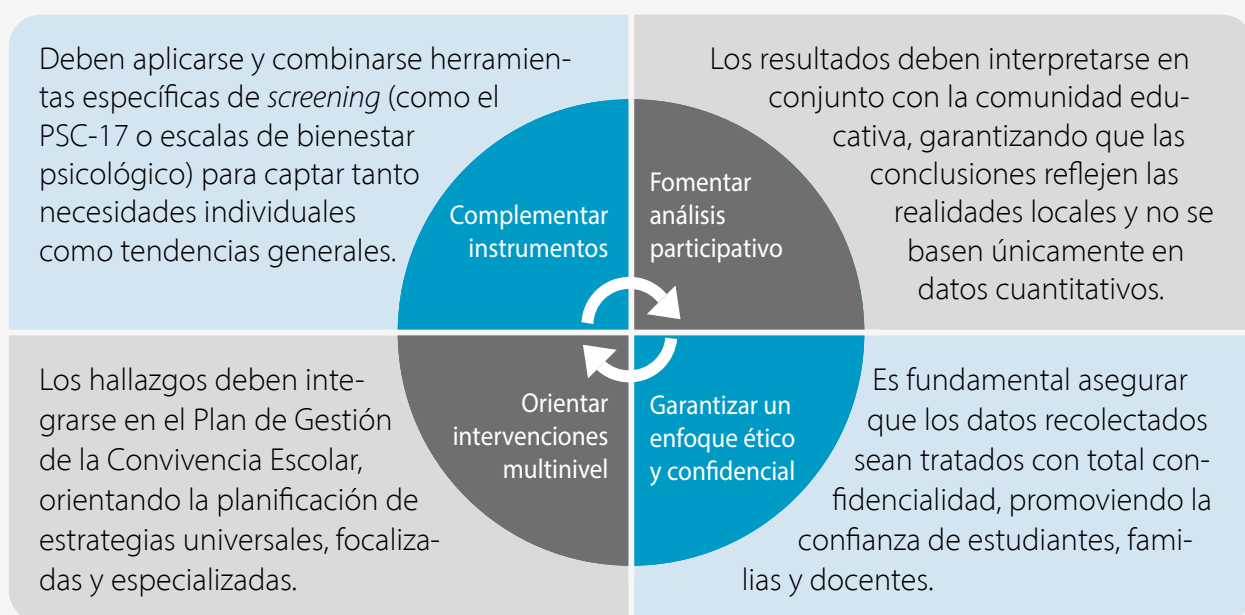 Deben aplicarse y combinarse herramien-
tas específicas de screening (como el
PSC-17 o escalas de bienestar
psicológico) para captar tanto
necesidades individuales
como tendencias generales.
Complementar
instrumentos
Fomentar
análisis
participativo
Los resultados deben interpretarse en
conjunto con la comunidad edu-
cativa, garantizando que las
conclusiones reflejen las
realidades locales y no se
basen únicamente en
datos cuantitativos.
Los hallazgos deben inte-
grarse en el Plan de Gestión
de la Convivencia Escolar,
orientando la planificación de
estrategias universales, focaliza-
das y especializadas.
Orientar
intervenciones
multinivel
Garantizar un
enfoque ético
y confidencial
Es fundamental asegurar
que los datos recolectados
sean tratados con total con-
fidencialidad, promoviendo la
confianza de estudiantes, fami-
lias y docentes.